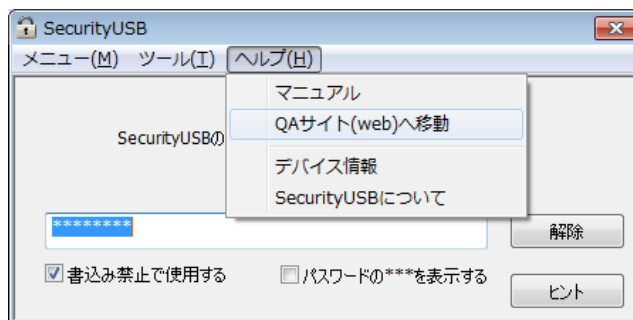 SecurityUSB
メニュー(M) ツール(T) ヘルプ(H)
マニュアル
QAサイト(web)へ移動
SecurityUSBの
デバイス情報
SecurityUSBについて
********
解除
書込み禁止で使用する
パスワードの***を表示する
ヒント